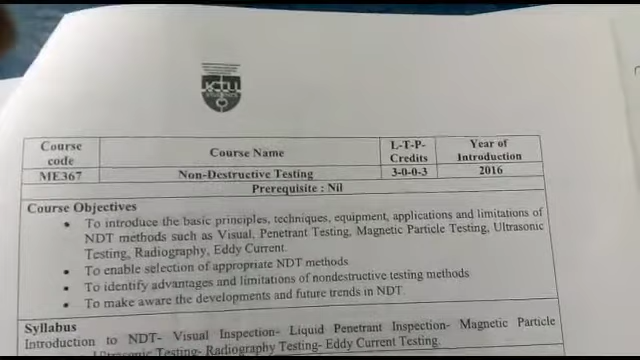 KTU
Course code Course Name L-T-P-Credits Year of Introduction
ME367 Non-Destructive Testing 3-0-0-3 2016
Prerequisite : Nil
Course Objectives
• To introduce the basic principles, techniques, equipment, applications and limitations of
NDT methods such as Visual, Penetrant Testing, Magnetic Particle Testing, Ultrasonic
Testing, Radiography, Eddy Current.
• To enable selection of appropriate NDT methods
• To identify advantages and limitations of nondestructive testing methods
• To make aware the developments and future trends in NDT
Syllabus
Introduction to NDT- Visual Inspection- Liquid Penetrant Inspection- Magnetic Particle
Ultrasonic Testing- Radiography Testing- Eddy Current Testing.